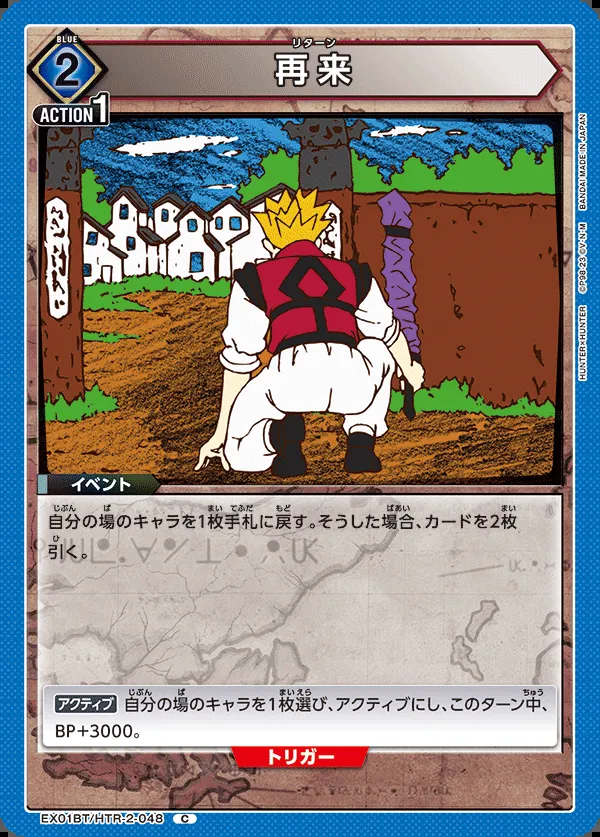 BLUE
2
ACTION 1
リターン
再来
BANDAI MADE IN JAPAN
©P98-23 ©V・N・M
HUNTER×HUNTER
イベント
自分の場のキャラを1枚手札に戻す。そうした場合、カードを2枚
引く。
アクティブ 自分の場のキャラを1枚選び、アクティブにし、このターン中、
BP+3000。
トリガー
EX01BT/HTR-2-048 C